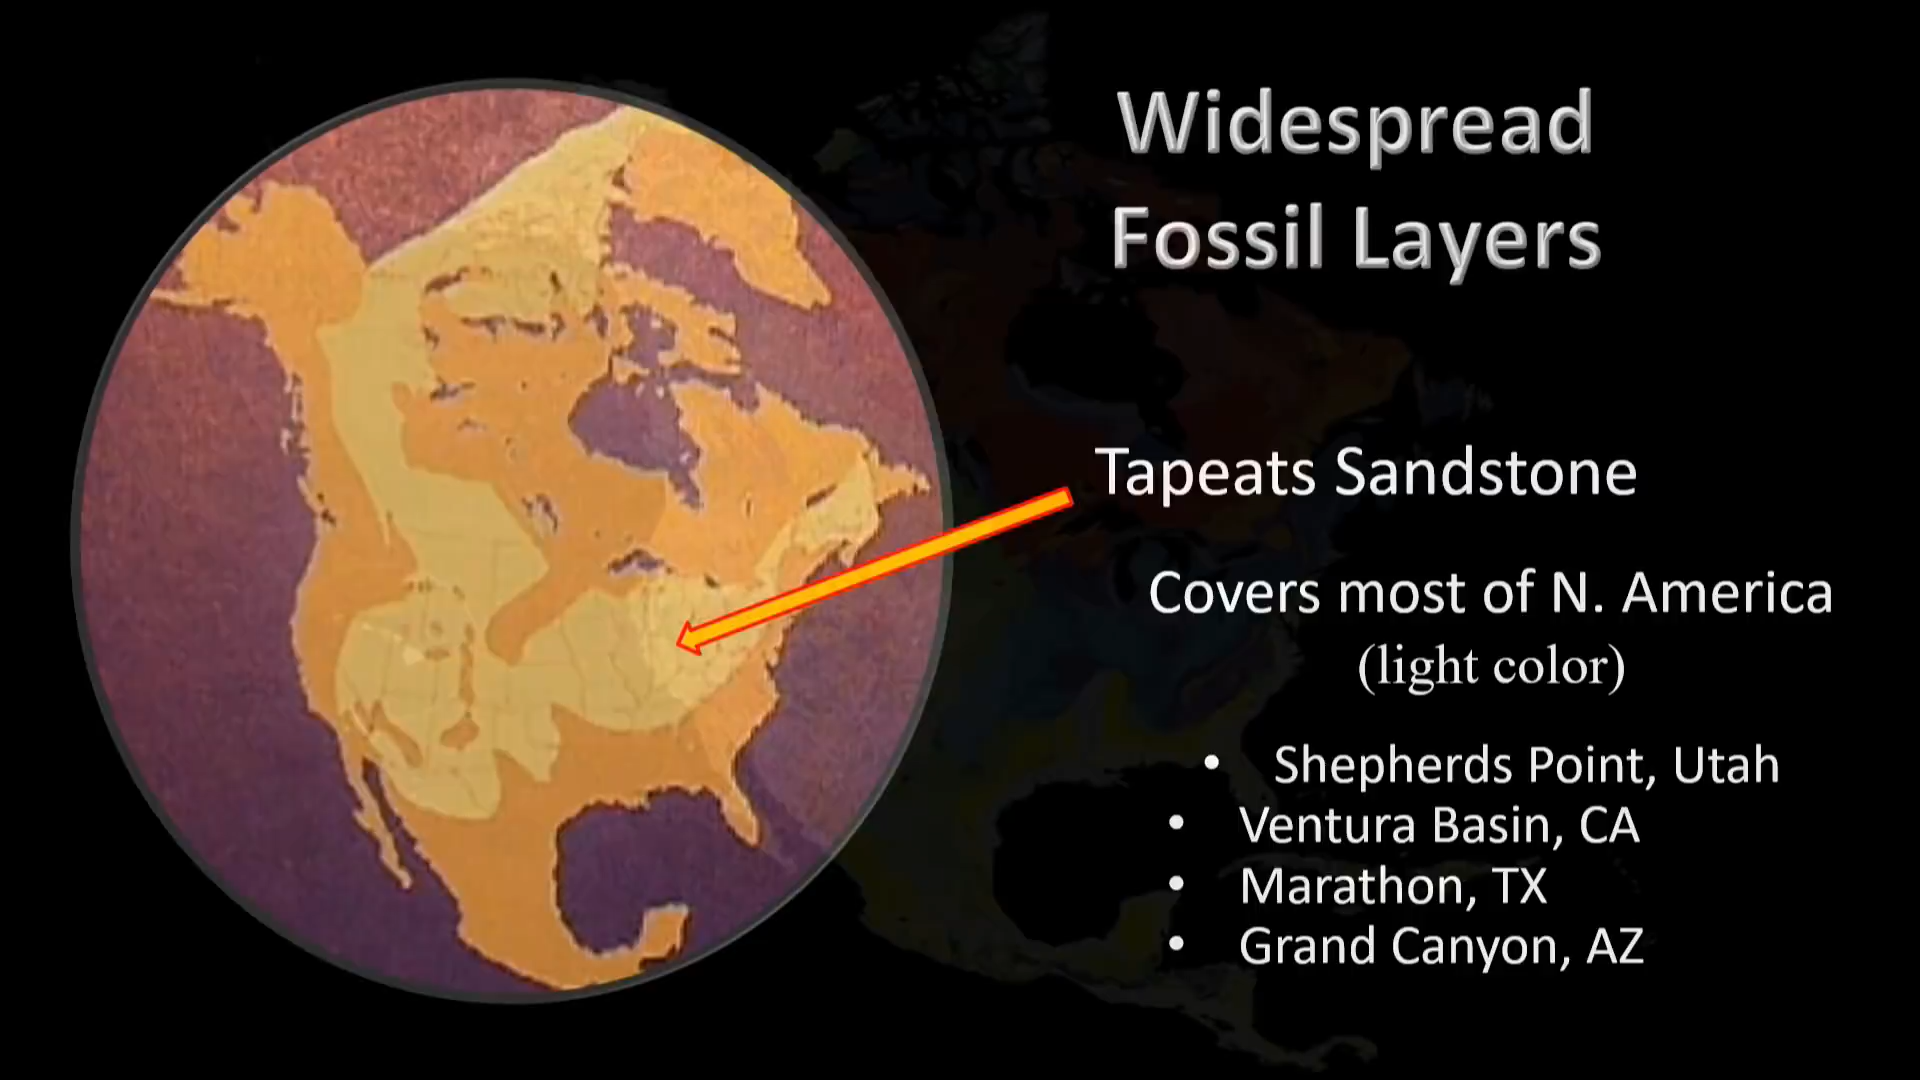 Widespread
Fossil Layers
Tapeats Sandstone
Covers most of N. America
(light color)
• Shepherds Point, Utah
• Ventura Basin, CA
• Marathon, TX
• Grand Canyon, AZ